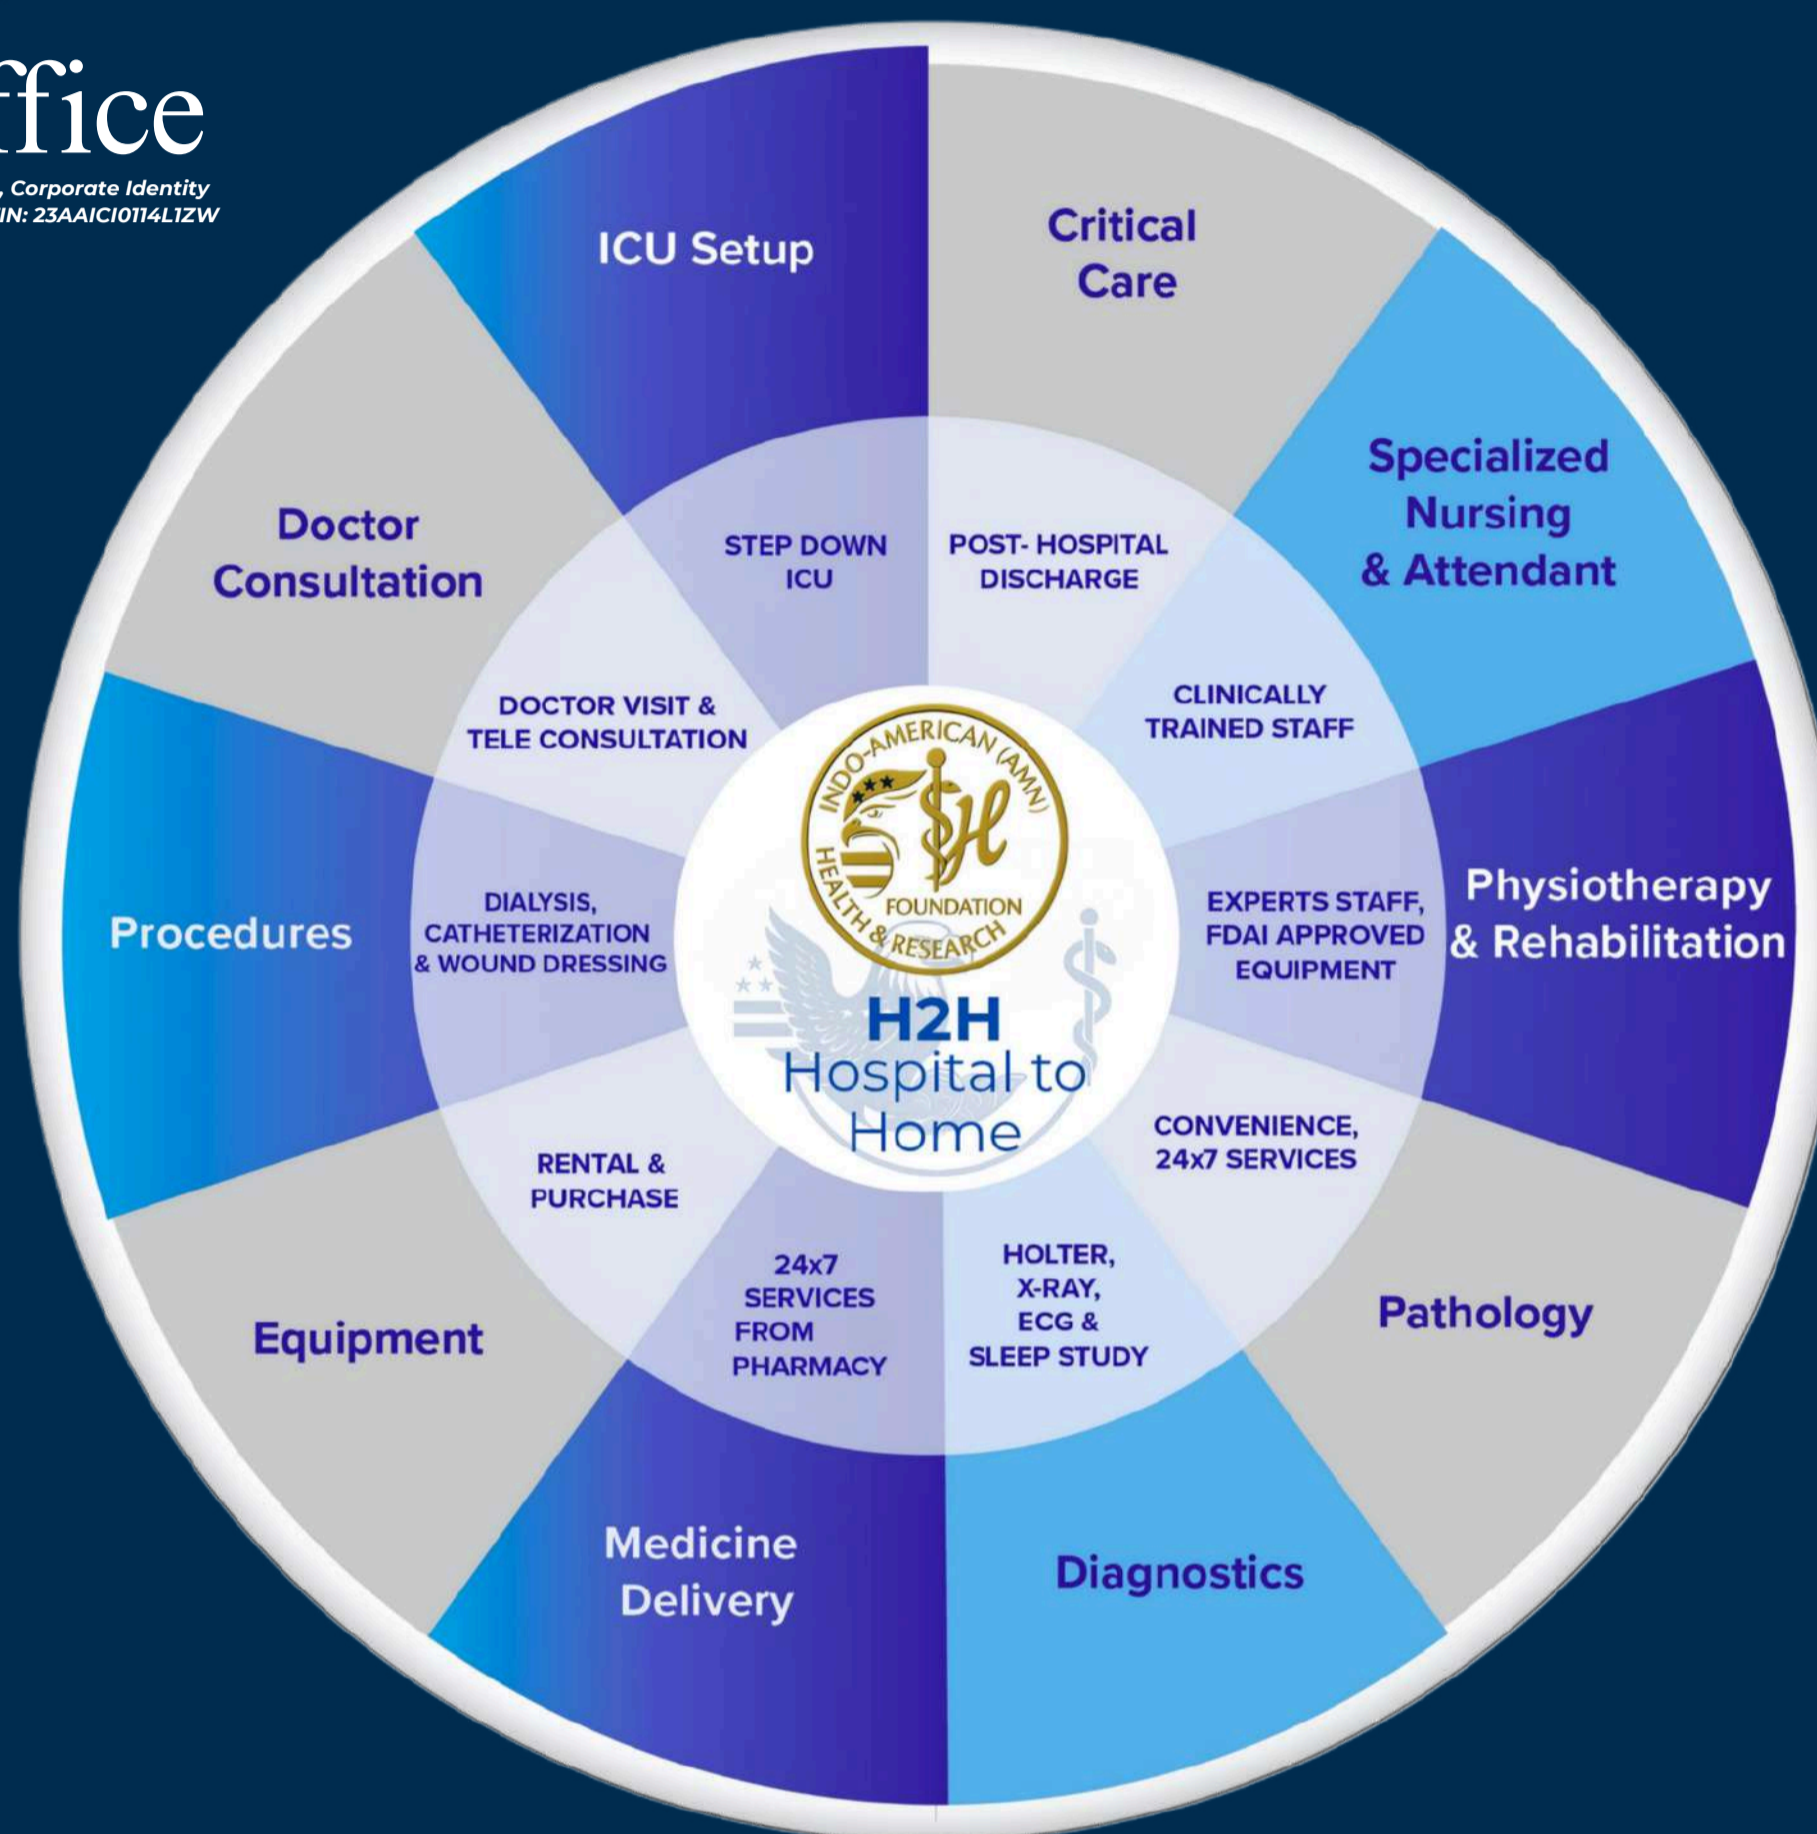 ffice
, Corporate Identity
IN: 23AAICI0114L1ZW
ICU Setup
Critical
Care
Specialized
Nursing
& Attendant
Physiotherapy
& Rehabilitation
Pathology
Diagnostics
Medicine
Delivery
Equipment
Procedures
Doctor
Consultation
STEP DOWN
ICU
POST- HOSPITAL
DISCHARGE
CLINICALLY
TRAINED STAFF
EXPERTS STAFF,
FDAI APPROVED
EQUIPMENT
CONVENIENCE,
24x7 SERVICES
HOLTER,
X-RAY,
ECG &
SLEEP STUDY
24x7
SERVICES
FROM
PHARMACY
RENTAL &
PURCHASE
DIALYSIS,
CATHETERIZATION
& WOUND DRESSING
DOCTOR VISIT &
TELE CONSULTATION
INDO-AMERICAN (AMN)
H
FOUNDATION
HEALTH & RESEARCH
H2H
Hospital to
Home